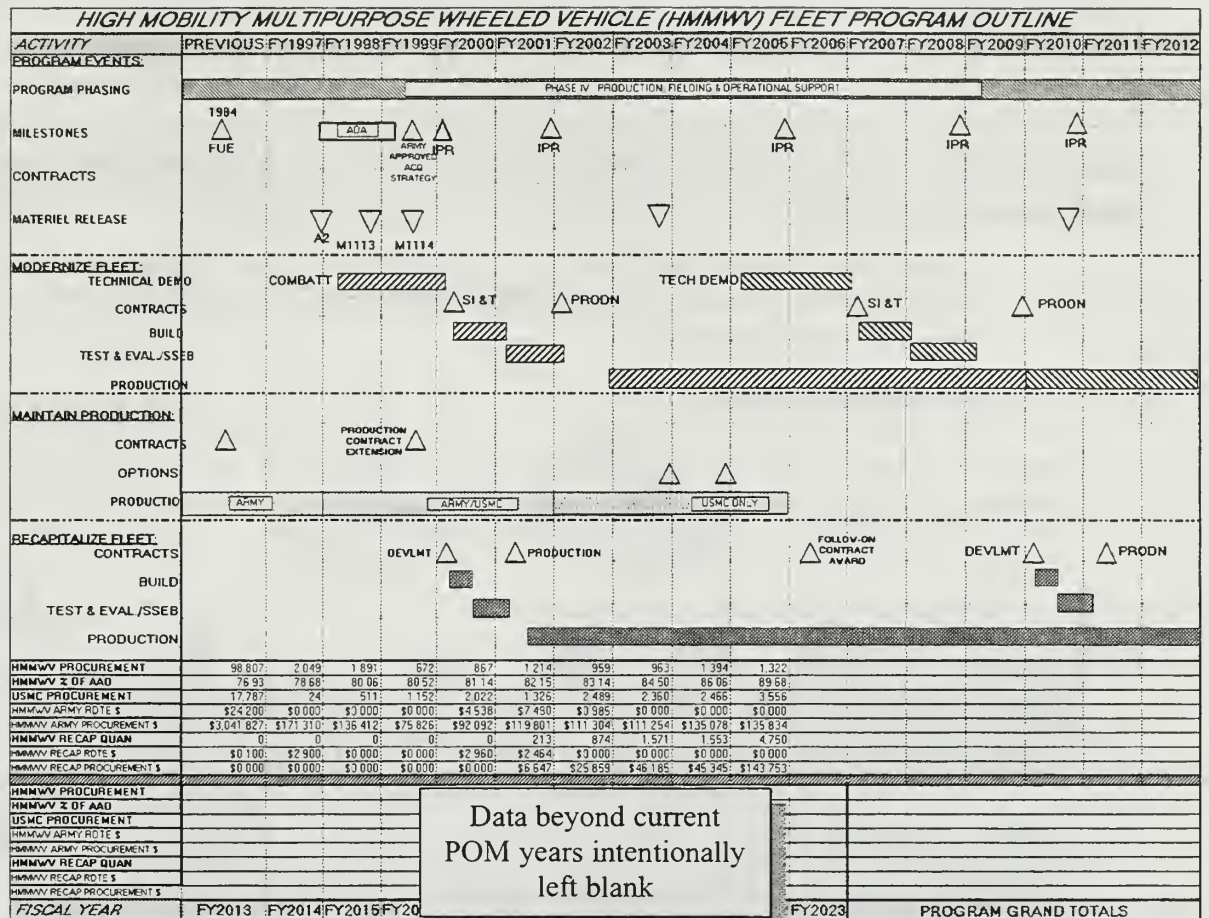 HIGH MOBILITY MULTIPURPOSE WHEELED VEHICLE (HMMWV) FLEET PROGRAM OUTLINE
ACTIVITY PREVIOUS FY1997 FY1998 FY1999 FY2000 FY2001 FY2002 FY2003 FY2004 FY2005 FY2006 FY2007 FY2008 FY2009 FY2010 FY2011 FY2012
PROGRAM EVENTS:
PROGRAM PHASING PHASE IV PRODUCTION, FIELDING & OPERATIONAL SUPPORT
1984
MILESTONES AOA
FUE ARMY APPROVED ACQ STRATEGY IPR IPR IPR IPR IPR
CONTRACTS
MATERIEL RELEASE
A2 M1113 M1114
MODERNIZE FLEET:
TECHNICAL DEMO COMBATT TECH DEMO
CONTRACTS SI & T PRODN SI & T PRODN
BUILD
TEST & EVAL./SSEB
PRODUCTION
MAINTAIN PRODUCTION:
CONTRACTS PRODUCTION CONTRACT EXTENSION
OPTIONS
PRODUCTIO ARMY ARMY/USMC USMC ONLY
RECAPITALIZE FLEET:
CONTRACTS DEVLMT PRODUCTION FOLLOW-ON CONTRACT AWARD DEVLMT PRODN
BUILD
TEST & EVAL./SSEB
PRODUCTION
HMMWV PROCUREMENT 98.807 2.049 1.891 672 867 1.214 959 963 1.394 1.322
HMMWV % OF AAO 76.93 78.68 80.06 80.52 81.14 82.15 83.14 84.50 86.06 89.68
USMC PROCUREMENT 17.787 24 511 1.152 2.022 1.326 2.489 2.360 2.466 3.556
HMMWV ARMY RDTE $ $24.200 $0.000 $0.000 $0.000 $4.538 $7.490 $0.985 $0.000 $0.000 $0.000
HMMWV ARMY PROCUREMENT $ $3,041.827 $171.310 $136.412 $75.826 $92.092 $119.801 $111.304 $111.254 $135.078 $135.834
HMMWV RECAP QUAN 0 0 0 0 0 213 874 1,571 1,553 4,750
HMMWV RECAP RDTE $ $0.100 $2.900 $0.000 $0.000 $2.960 $2.464 $0.000 $0.000 $0.000 $0.000
HMMWV RECAP PROCUREMENT $ $0.000 $0.000 $0.000 $0.000 $0.000 $6.647 $25.859 $46.185 $45.345 $143.753
HMMWV PROCUREMENT
HMMWV % OF AAO
USMC PROCUREMENT
HMMWV ARMY RDTE $
HMMWV ARMY PROCUREMENT $
HMMWV RECAP QUAN
HMMWV RECAP RDTE $
HMMWV RECAP PROCUREMENT $
Data beyond current
POM years intentionally
left blank
FISCAL YEAR FY2013 FY2014 FY2015 FY20 FY2023 PROGRAM GRAND TOTALS